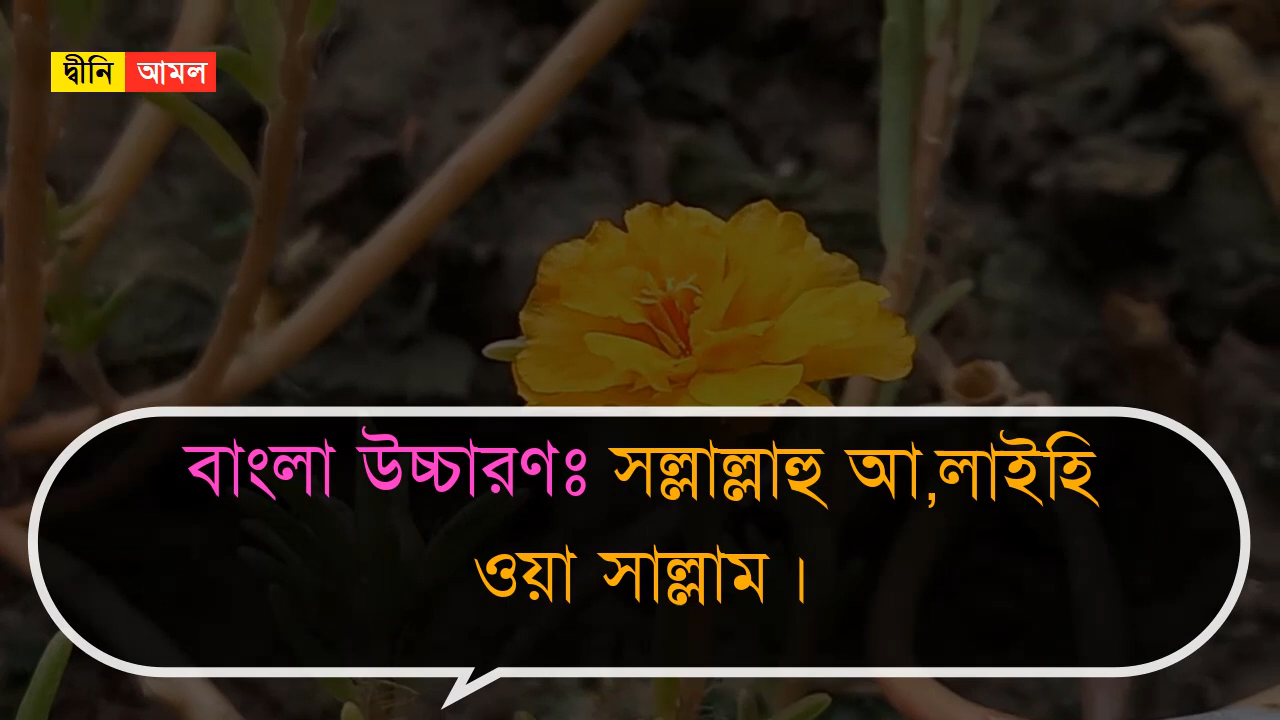 দ্বীনি আমল
বাংলা উচ্চারণঃ সল্লাল্লাহু আ,লাইহি
ওয়া সাল্লাম ।